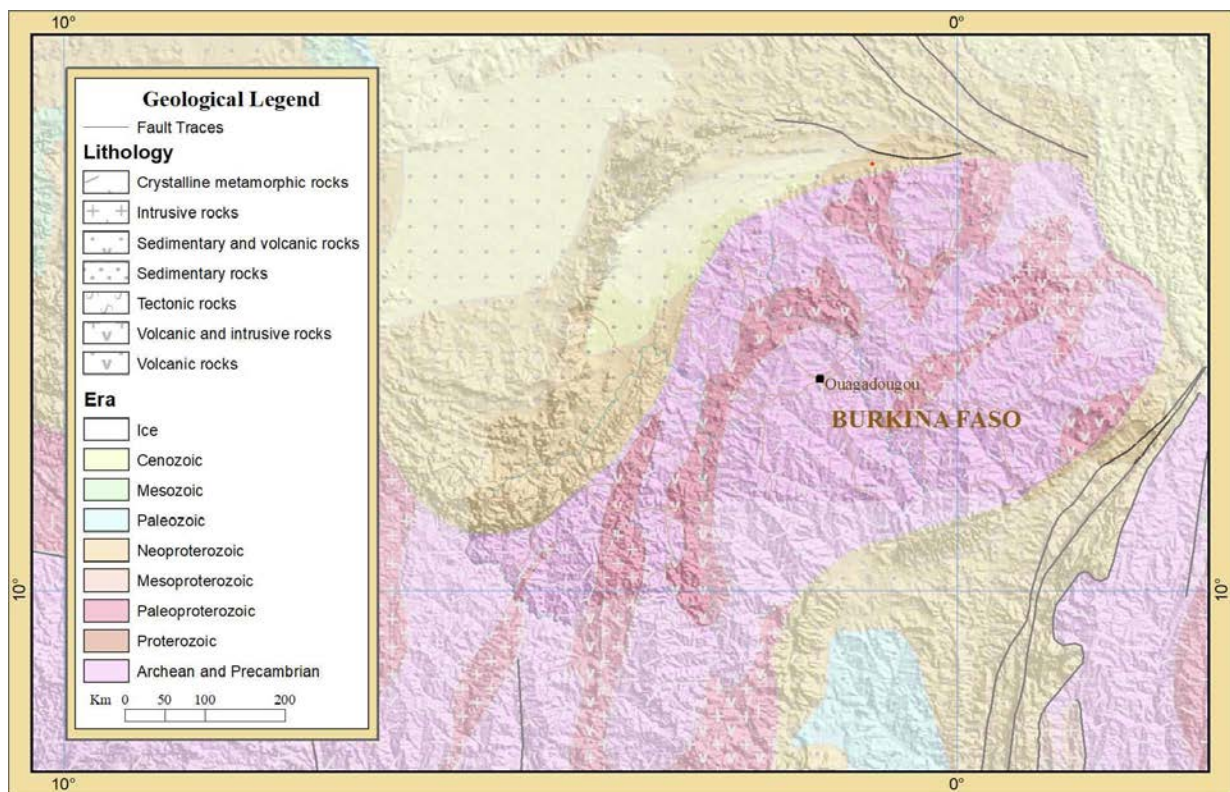 10°
0°
Geological Legend
Fault Traces
Lithology
Crystalline metamorphic rocks
Intrusive rocks
Sedimentary and volcanic rocks
Sedimentary rocks
Tectonic rocks
Volcanic and intrusive rocks
Volcanic rocks
Era
Ice
Cenozoic
Mesozoic
Paleozoic
Neoproterozoic
Mesoproterozoic
Paleoproterozoic
Proterozoic
Archean and Precambrian
Km 0 50 100 200
Ouagadougou
BURKINA FASO
10°
10°
10°
0°